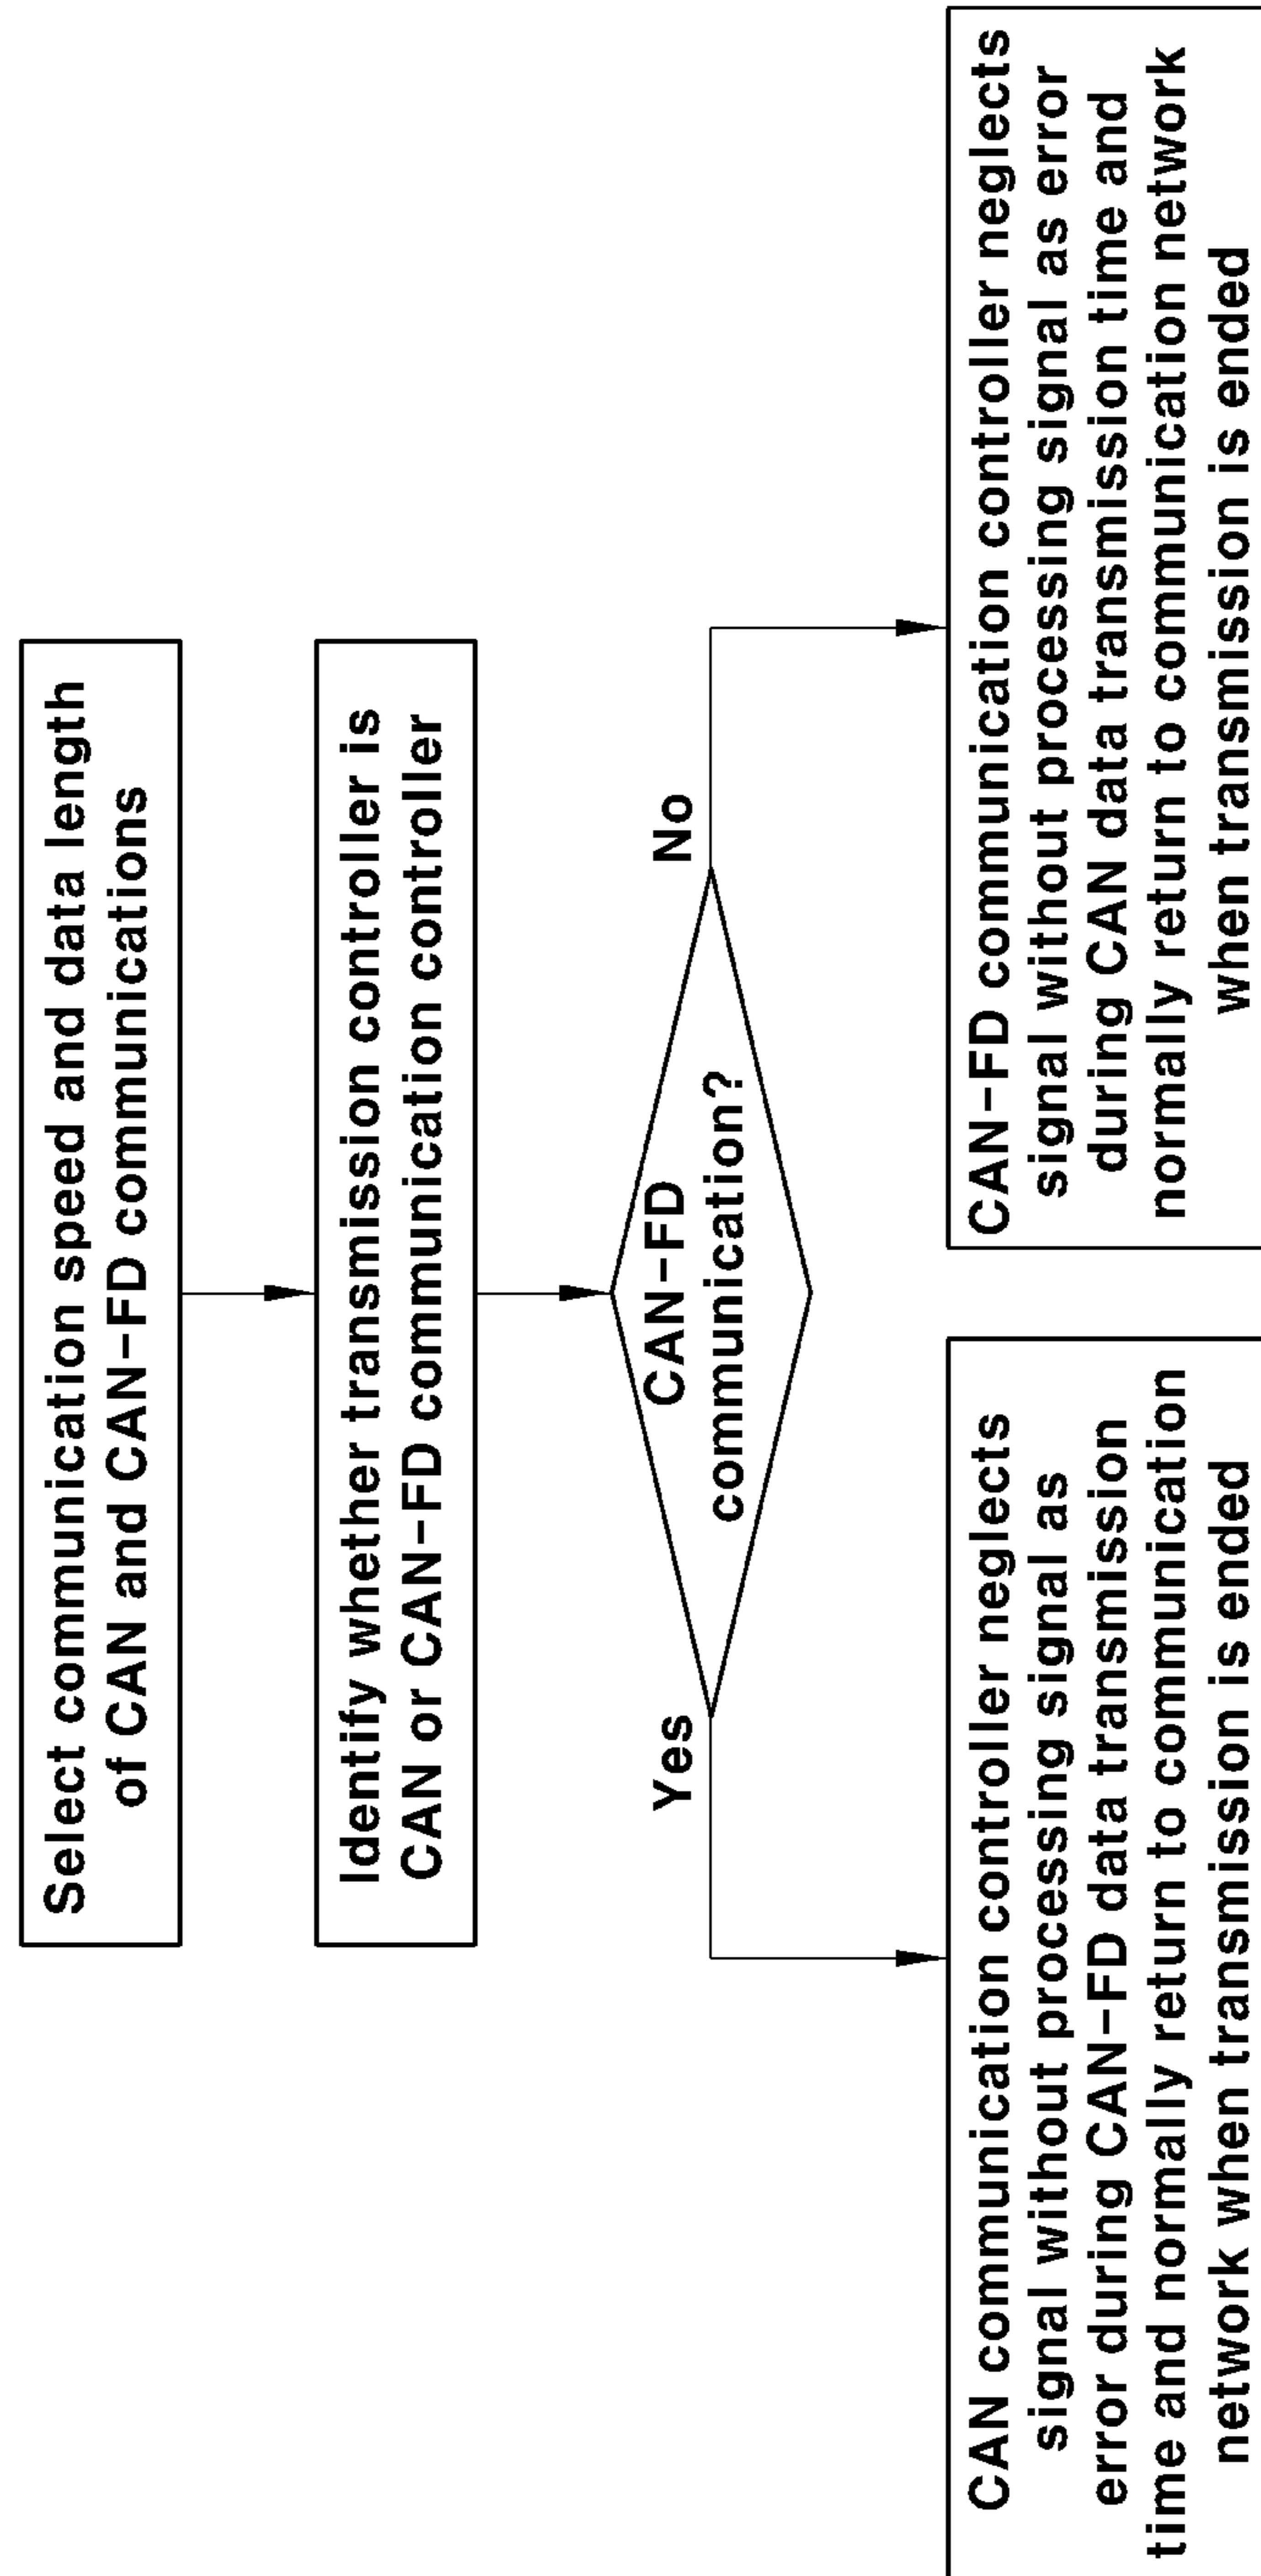 Select communication speed and data length
of CAN and CAN-FD communications
Identify whether transmission controller is
CAN or CAN-FD communication controller
CAN-FD
communication?
Yes
No
CAN communication controller neglects
signal without processing signal as
error during CAN-FD data transmission
time and normally return to communication
network when transmission is ended
CAN-FD communication controller neglects
signal without processing signal as error
during CAN data transmission time and
normally return to communication network
when transmission is ended